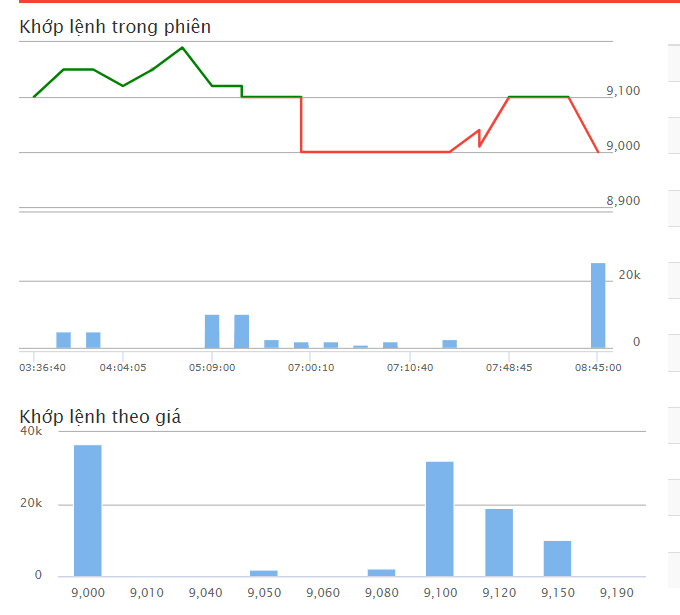 Khớp lệnh trong phiên
9,100
9,000
8,900
20k
0
03:36:40 04:04:05 05:09:00 07:00:10 07:10:40 07:48:45 08:45:00
Khớp lệnh theo giá
40k
20k
0
9,000 9,010 9,040 9,050 9,060 9,080 9,100 9,120 9,150 9,190